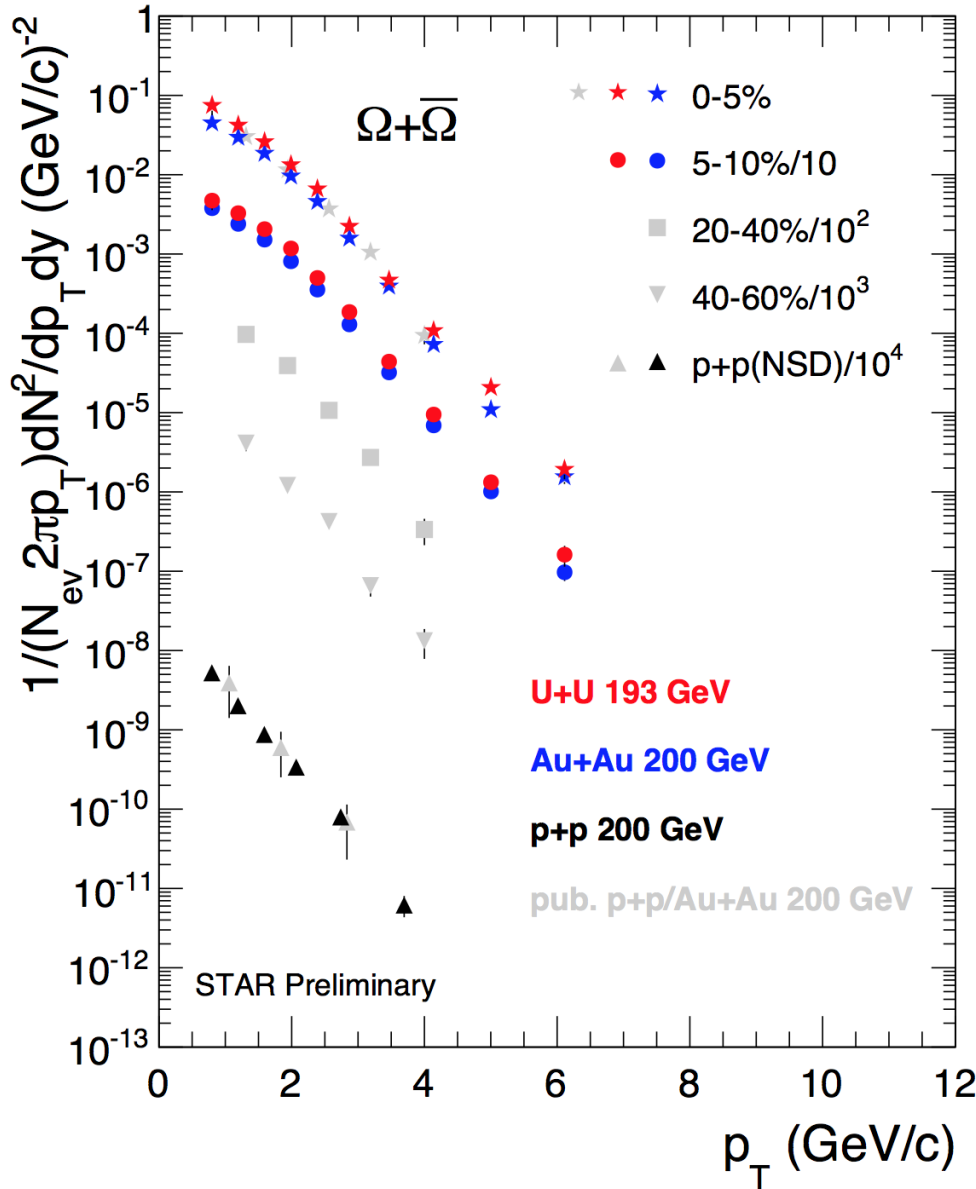 1/(N_ev 2πp_T)dN²/dp_T dy (GeV/c)⁻²
1
10⁻¹
10⁻²
10⁻³
10⁻⁴
10⁻⁵
10⁻⁶
10⁻⁷
10⁻⁸
10⁻⁹
10⁻¹⁰
10⁻¹¹
10⁻¹²
10⁻¹³
Ω+Ω̅
0-5%
5-10%/10
20-40%/10²
40-60%/10³
p+p(NSD)/10⁴
U+U 193 GeV
Au+Au 200 GeV
p+p 200 GeV
pub. p+p/Au+Au 200 GeV
STAR Preliminary
0 2 4 6 8 10 12
p_T (GeV/c)